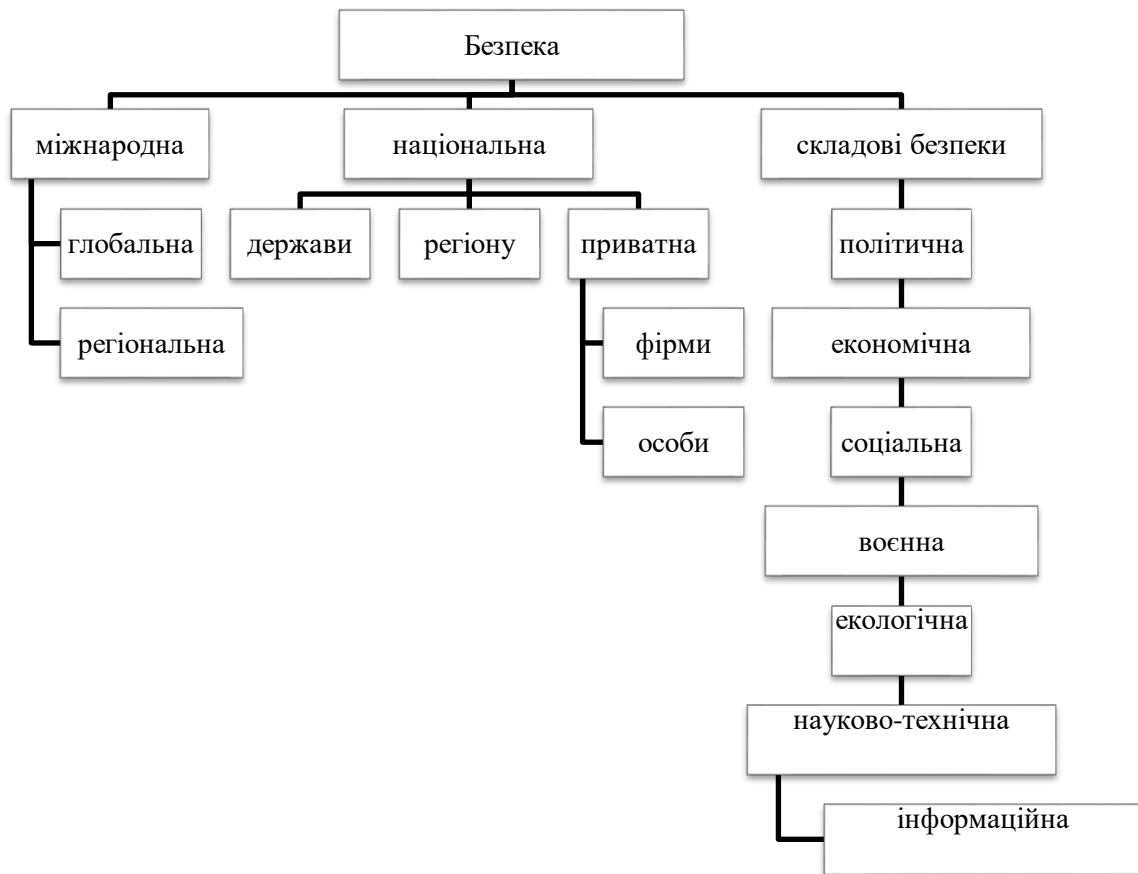 Безпека
міжнародна
національна
складові безпеки
глобальна
держави
регіону
приватна
політична
регіональна
фірми
економічна
особи
соціальна
воєнна
екологічна
науково-технічна
інформаційна